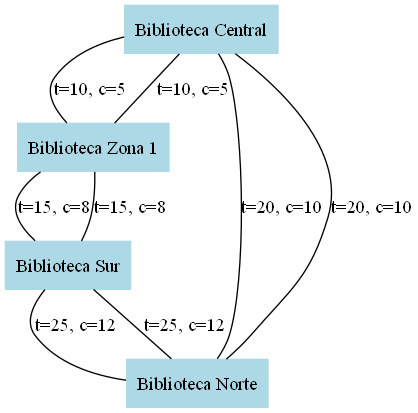 Biblioteca Central
t=10, c=5
t=10, c=5
Biblioteca Zona 1
t=15, c=8
t=15, c=8
t=20, c=10
t=20, c=10
Biblioteca Sur
t=25, c=12
t=25, c=12
Biblioteca Norte